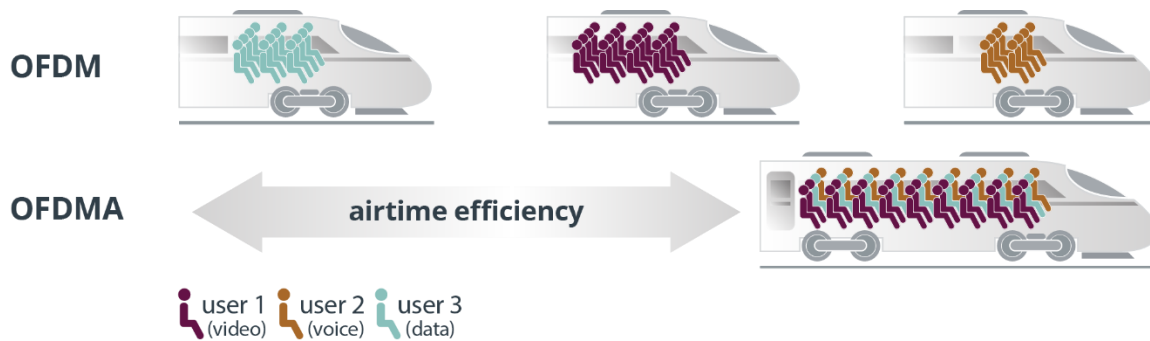 OFDM
OFDMA
airtime efficiency
user 1
(video)
user 2
(voice)
user 3
(data)